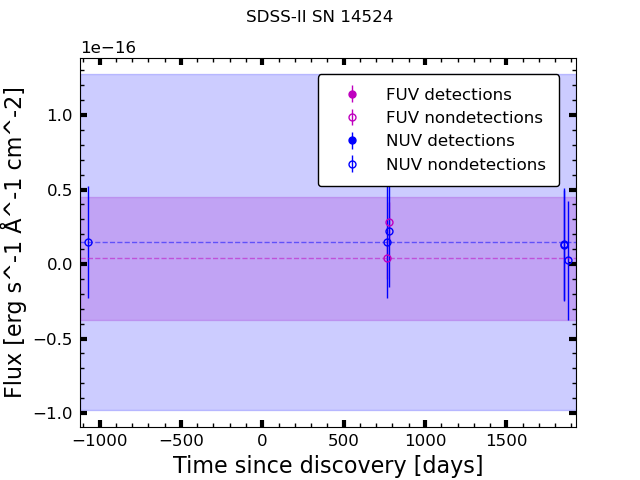 SDSS-II SN 14524
1e−16
FUV detections
FUV nondetections
NUV detections
NUV nondetections
1.0
0.5
0.0
−0.5
−1.0
Flux [erg s^-1 Å^-1 cm^-2]
−1000 −500 0 500 1000 1500
Time since discovery [days]